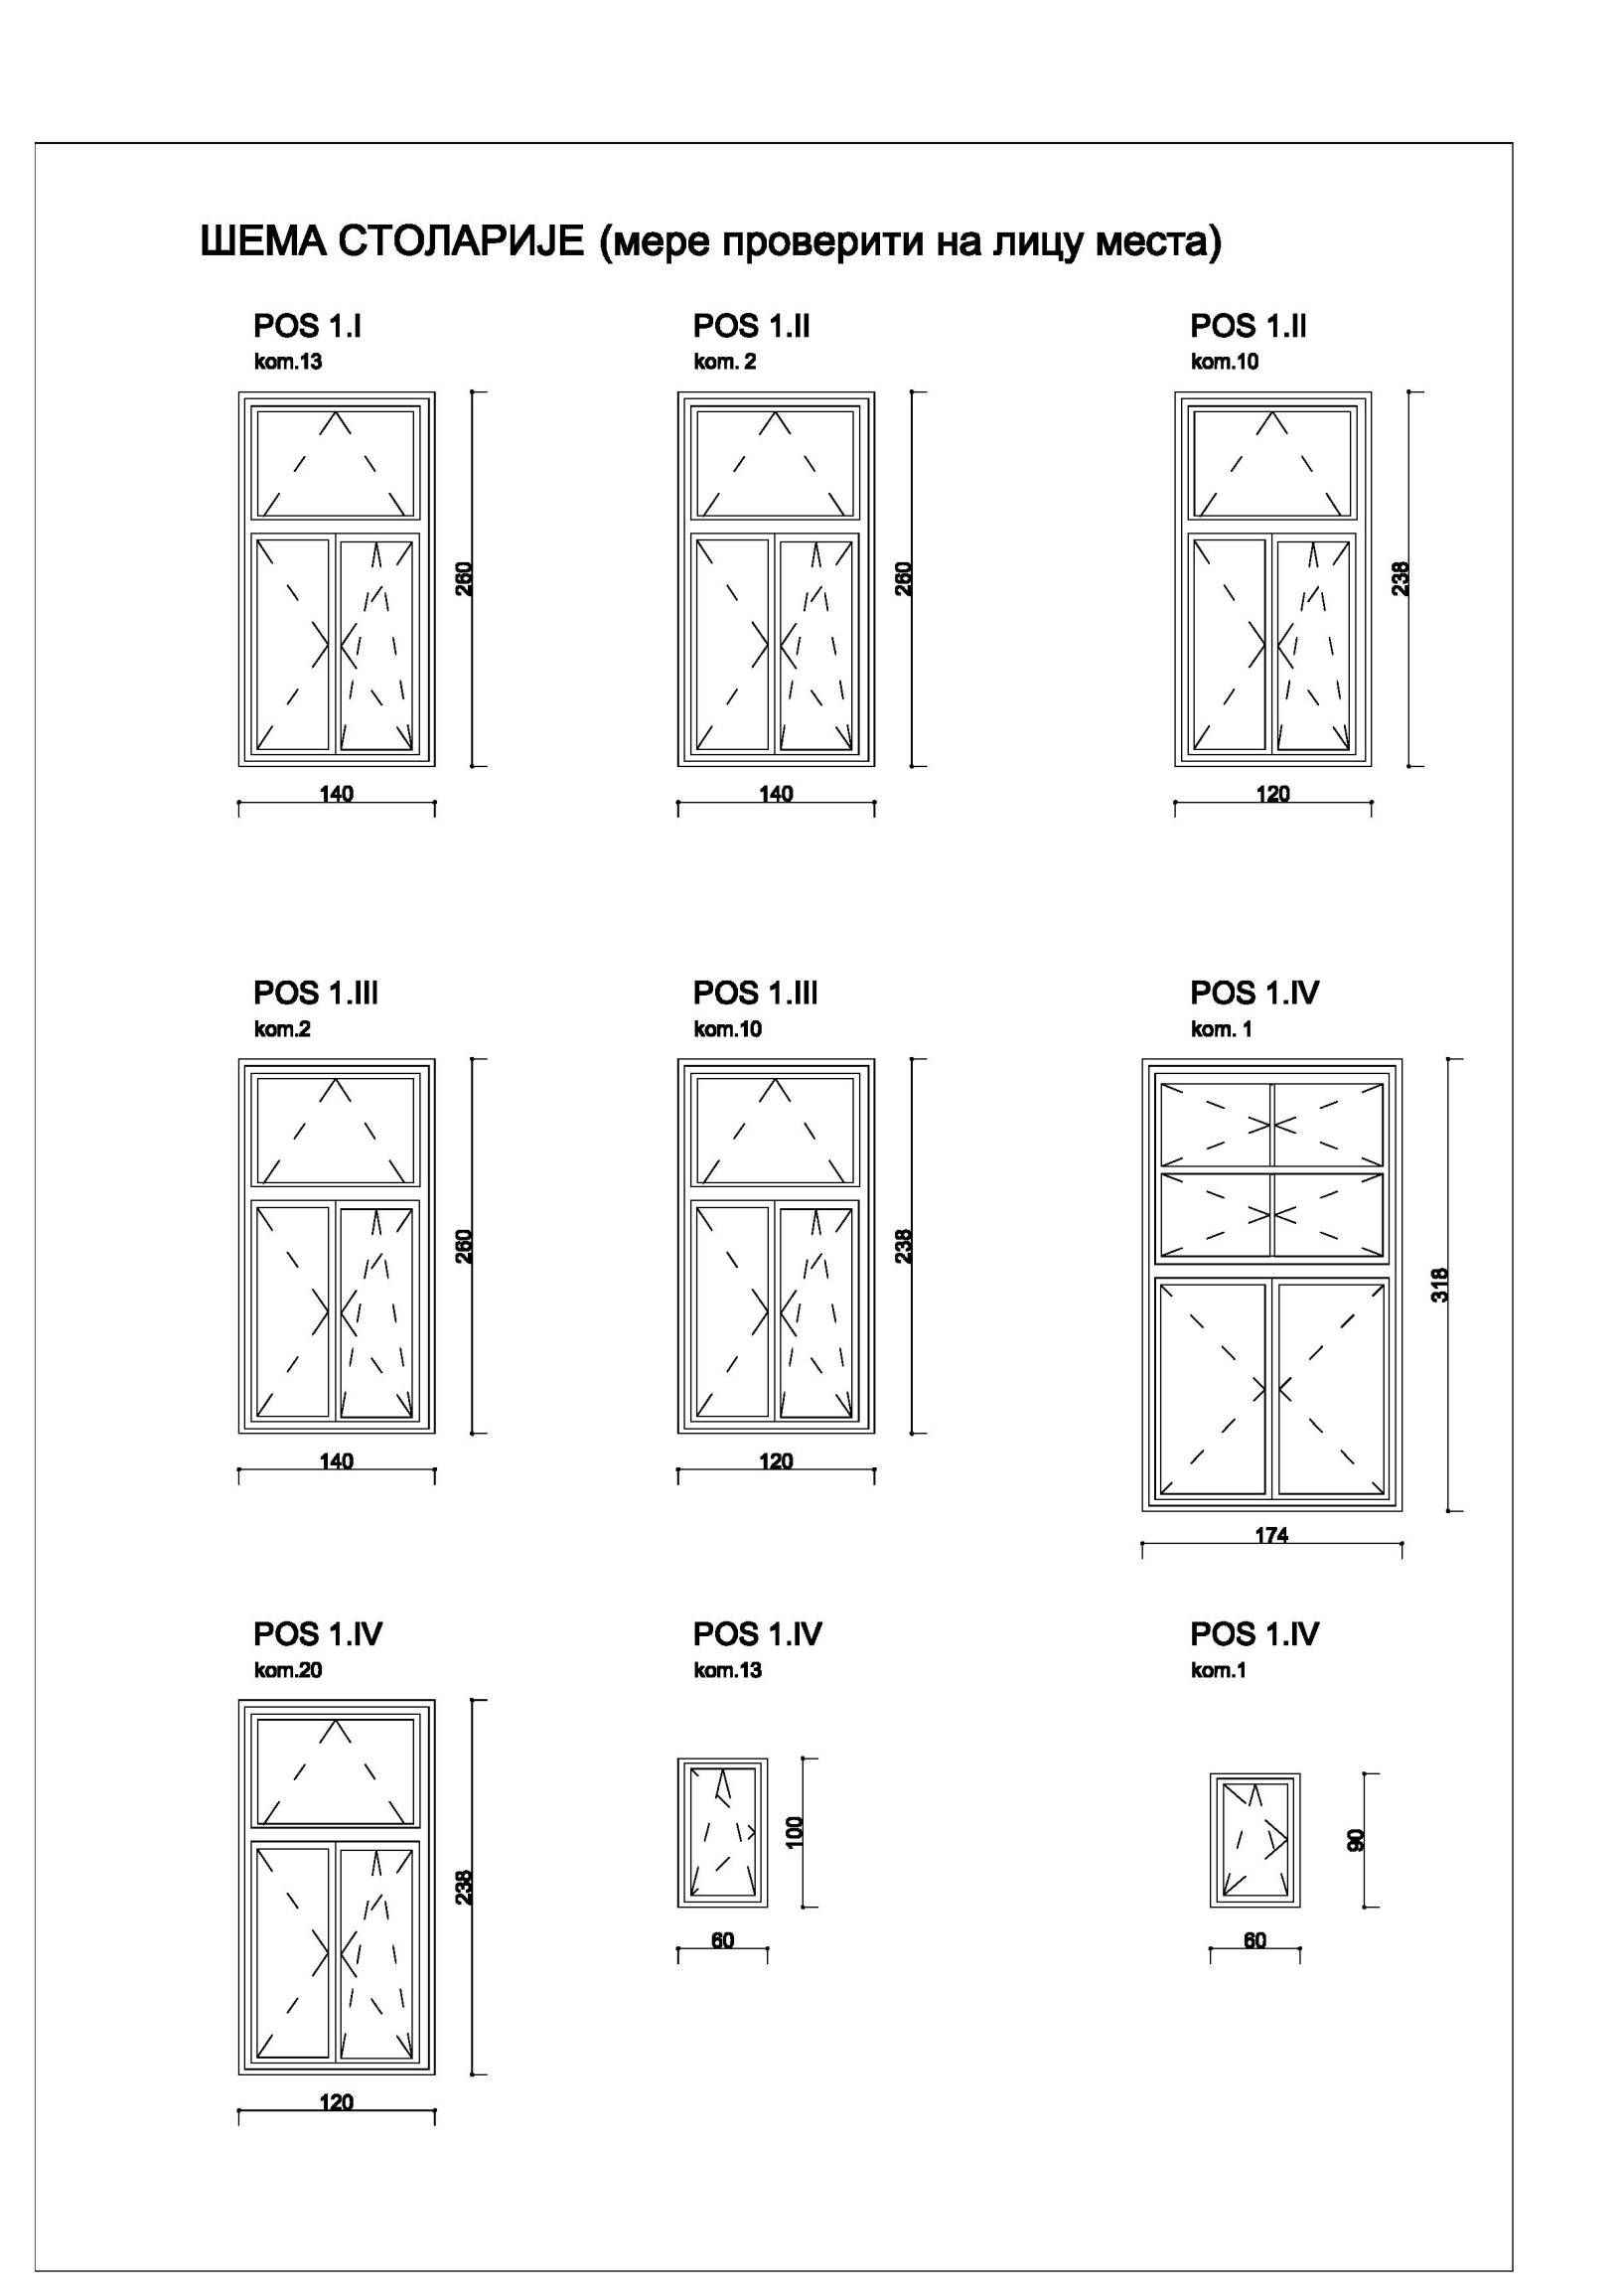 ШЕМА СТОЛАРИЈЕ (мере проверити на лицу места)
POS 1.I
kom.13
260
140
POS 1.II
kom. 2
260
140
POS 1.II
kom.10
238
120
POS 1.III
kom.2
260
140
POS 1.III
kom.10
238
120
POS 1.IV
kom. 1
318
174
POS 1.IV
kom.20
238
120
POS 1.IV
kom.13
100
60
POS 1.IV
kom.1
90
60